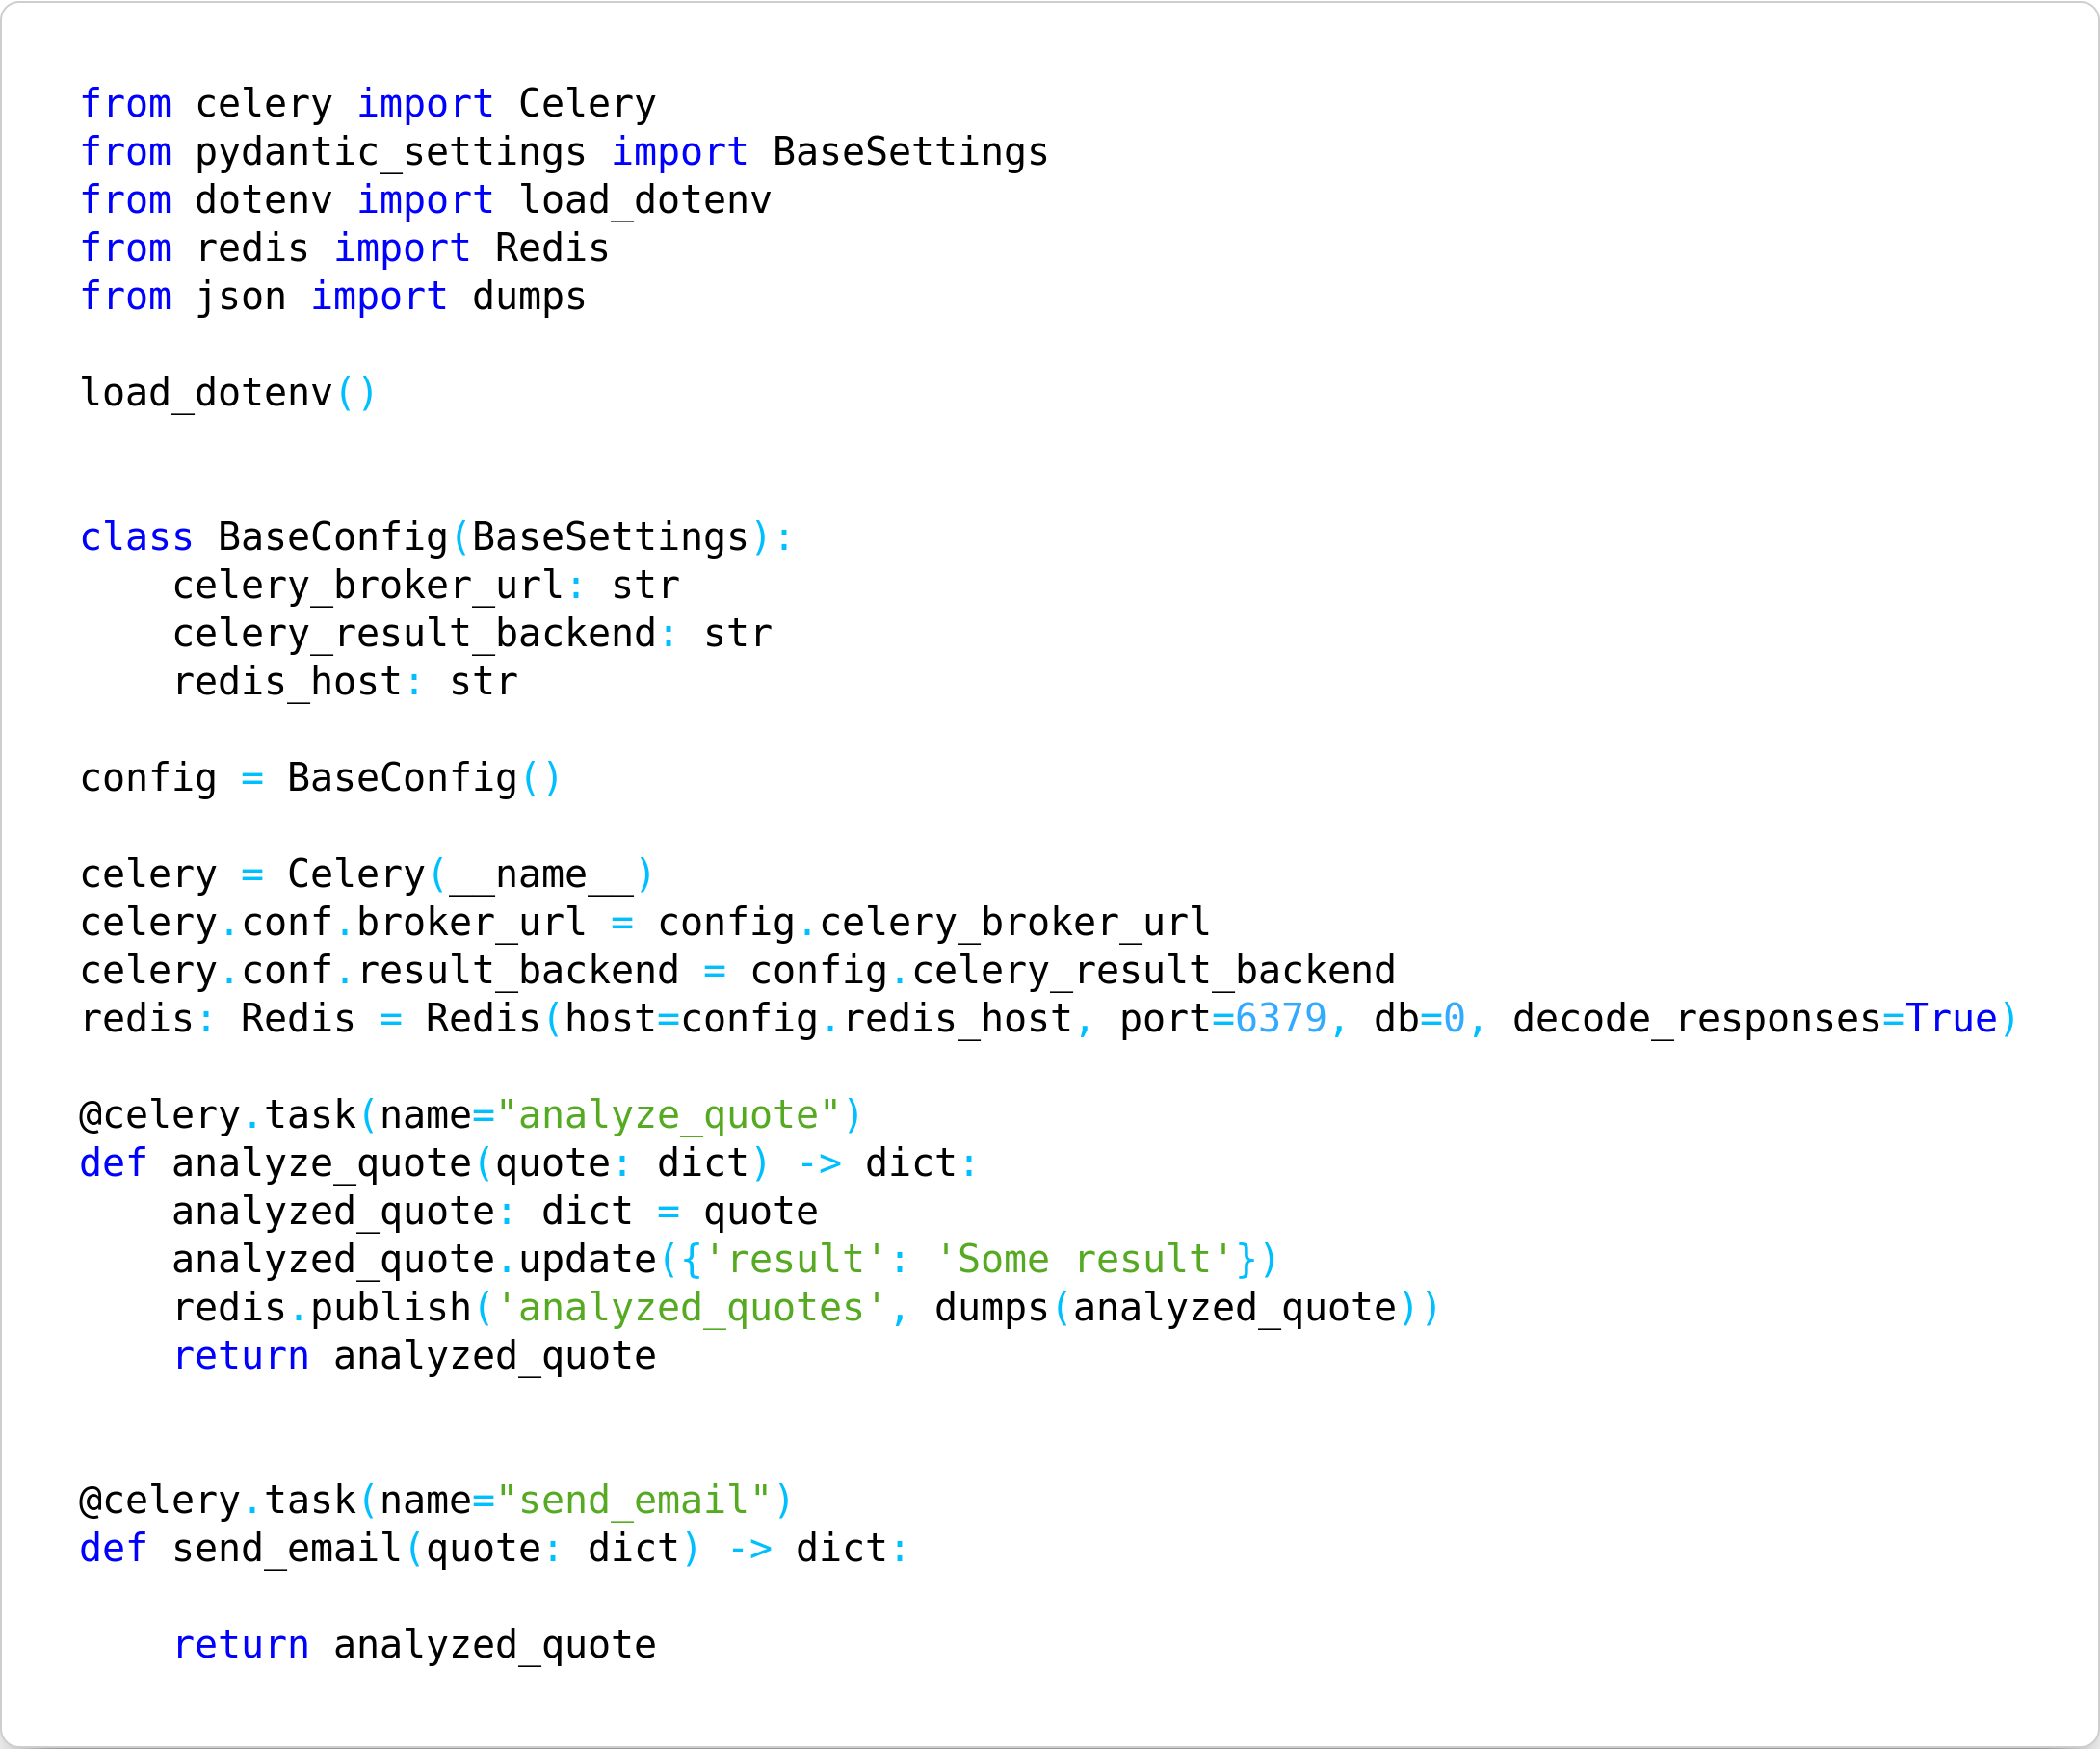 from celery import Celery
from pydantic_settings import BaseSettings
from dotenv import load_dotenv
from redis import Redis
from json import dumps

load_dotenv()


class BaseConfig(BaseSettings):
    celery_broker_url: str
    celery_result_backend: str
    redis_host: str

config = BaseConfig()

celery = Celery(__name__)
celery.conf.broker_url = config.celery_broker_url
celery.conf.result_backend = config.celery_result_backend
redis: Redis = Redis(host=config.redis_host, port=6379, db=0, decode_responses=True)

@celery.task(name="analyze_quote")
def analyze_quote(quote: dict) -> dict:
    analyzed_quote: dict = quote
    analyzed_quote.update({'result': 'Some result'})
    redis.publish('analyzed_quotes', dumps(analyzed_quote))
    return analyzed_quote


@celery.task(name="send_email")
def send_email(quote: dict) -> dict:

    return analyzed_quote